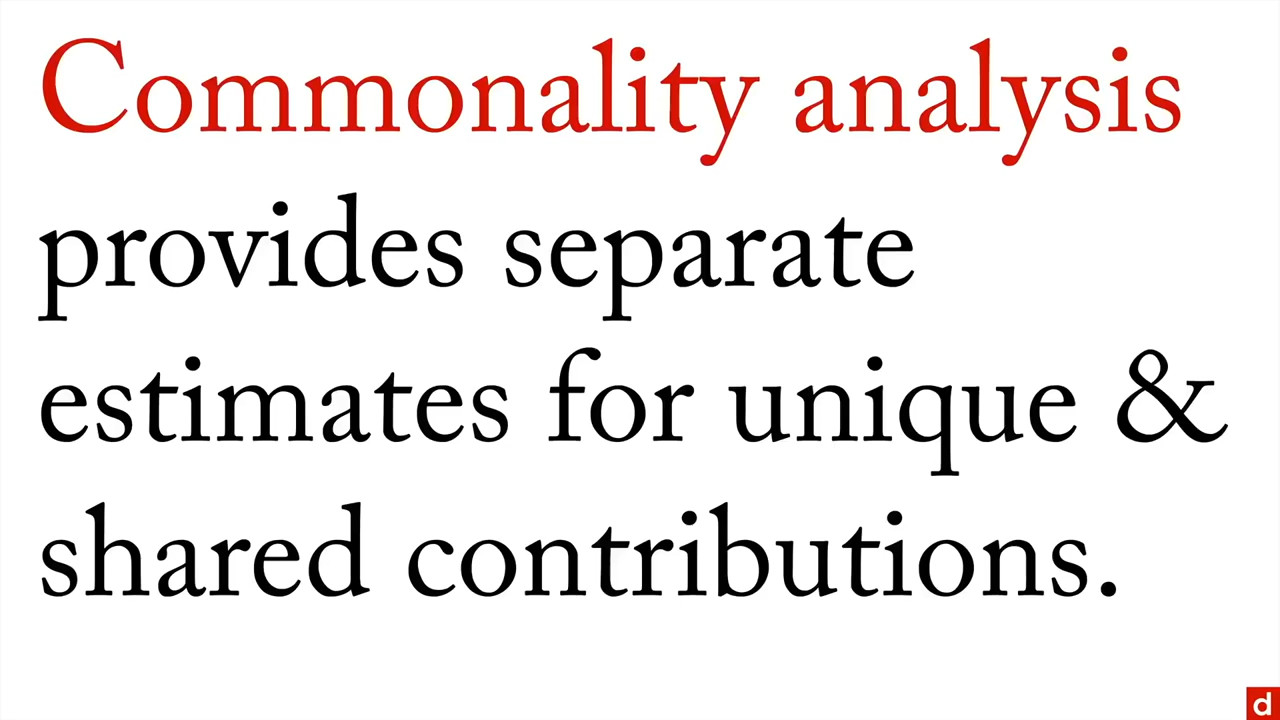 Commonality analysis
provides separate
estimates for unique &
shared contributions.
d